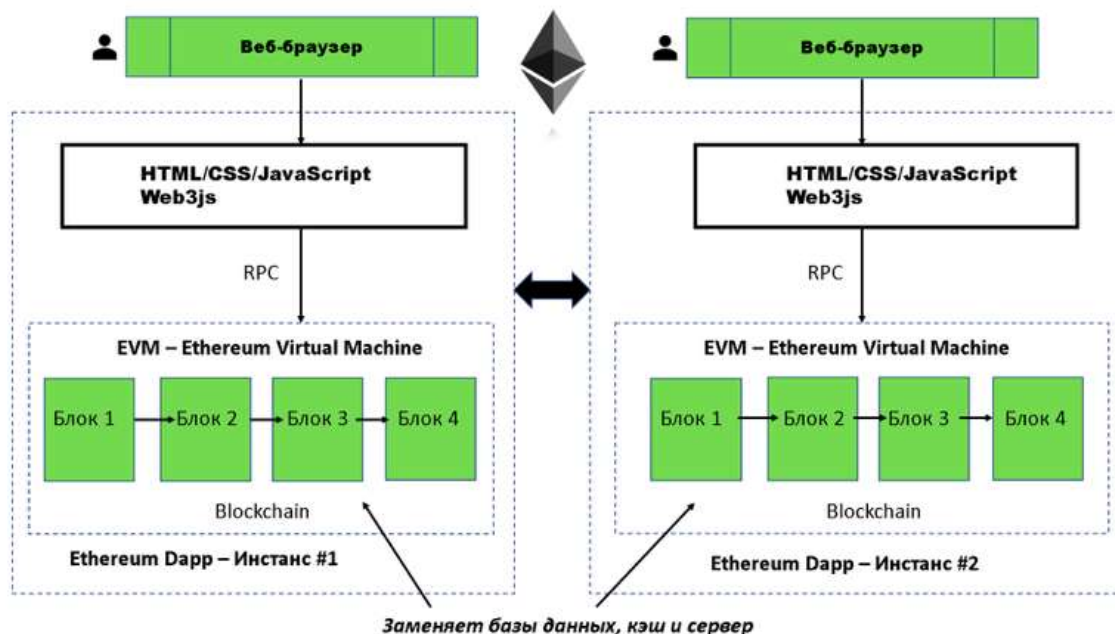 Веб-браузер
HTML/CSS/JavaScript
Web3js
RPC
EVM – Ethereum Virtual Machine
Блок 1
Блок 2
Блок 3
Блок 4
Blockchain
Ethereum Dapp – Инстанс #1
Веб-браузер
HTML/CSS/JavaScript
Web3js
RPC
EVM – Ethereum Virtual Machine
Блок 1
Блок 2
Блок 3
Блок 4
Blockchain
Ethereum Dapp – Инстанс #2
Заменяет базы данных, кэш и сервер